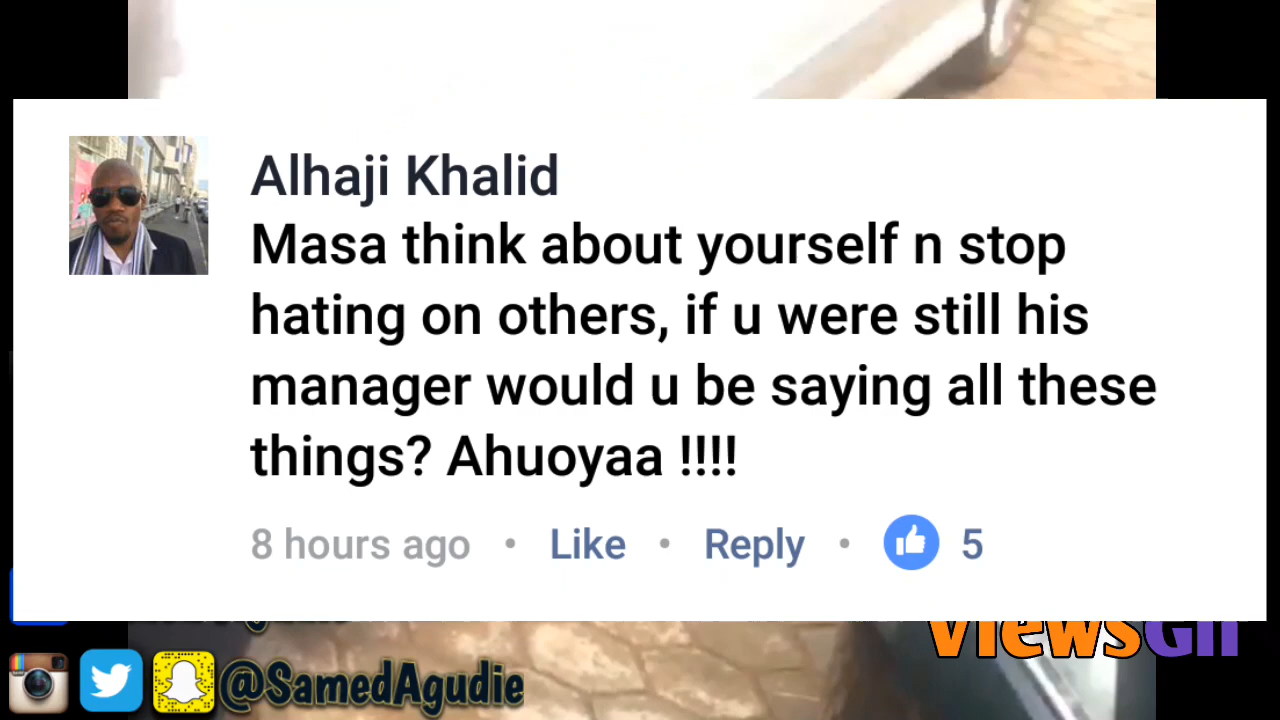 Alhaji Khalid
Masa think about yourself n stop
hating on others, if u were still his
manager would u be saying all these
things? Ahuoyaa !!!!
8 hours ago • Like • Reply • 5
@SamedAgudie